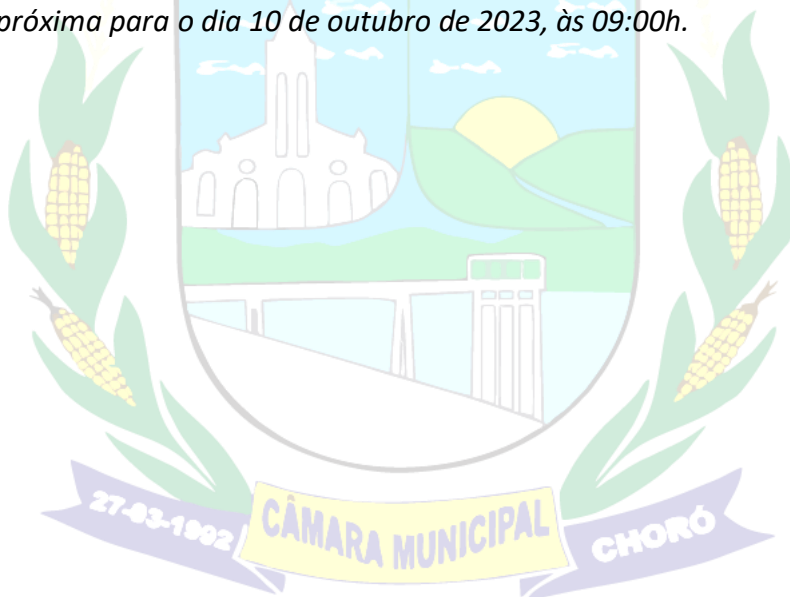 próxima para o dia 10 de outubro de 2023, às 09:00h.
27-03-1992
CÂMARA MUNICIPAL
CHORÓ